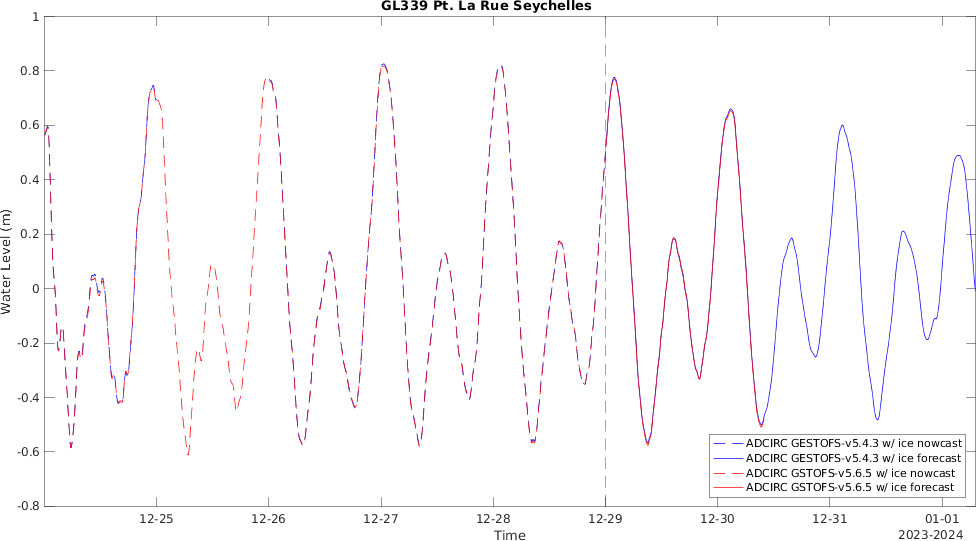 GL339 Pt. La Rue Seychelles
1
0.8
0.6
0.4
0.2
0
-0.2
-0.4
-0.6
-0.8
Water Level (m)
12-25
12-26
12-27
12-28
12-29
12-30
12-31
01-01
Time
2023-2024
ADCIRC GESTOFS-v5.4.3 w/ ice nowcast
ADCIRC GESTOFS-v5.4.3 w/ ice forecast
ADCIRC GSTOFS-v5.6.5 w/ ice nowcast
ADCIRC GSTOFS-v5.6.5 w/ ice forecast